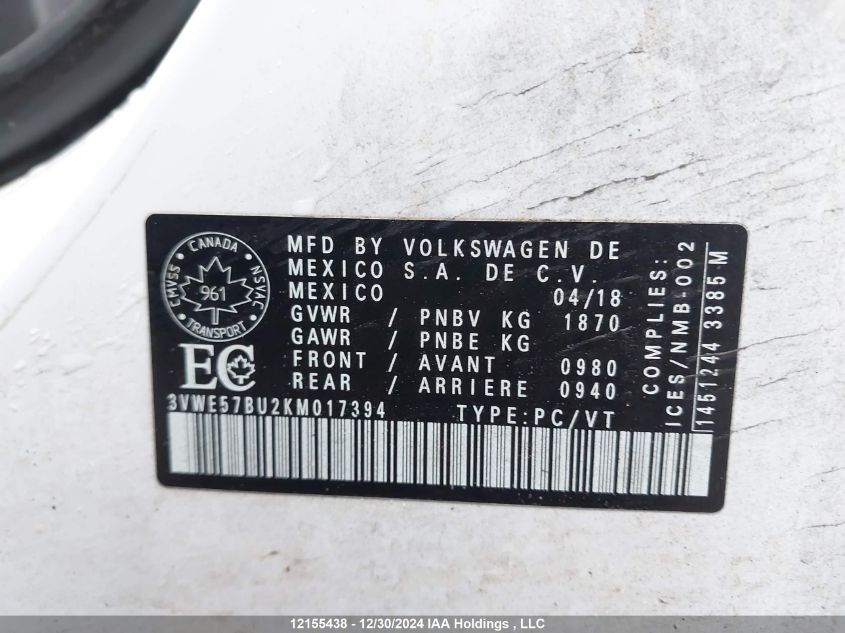 CANADA
CMVSS
NSVAC
961
TRANSPORT
EC
MFD BY VOLKSWAGEN DE
MEXICO S.A. DE C.V.
MEXICO 04/18
GVWR / PNBV KG 1870
GAWR / PNBE KG
FRONT / AVANT 0980
REAR / ARRIERE 0940
3VWE57BU2KM017394 TYPE:PC/VT
COMPLIES:
ICES/NMB-002
1451244 3385 M
12155438 - 12/30/2024 IAA Holdings , LLC